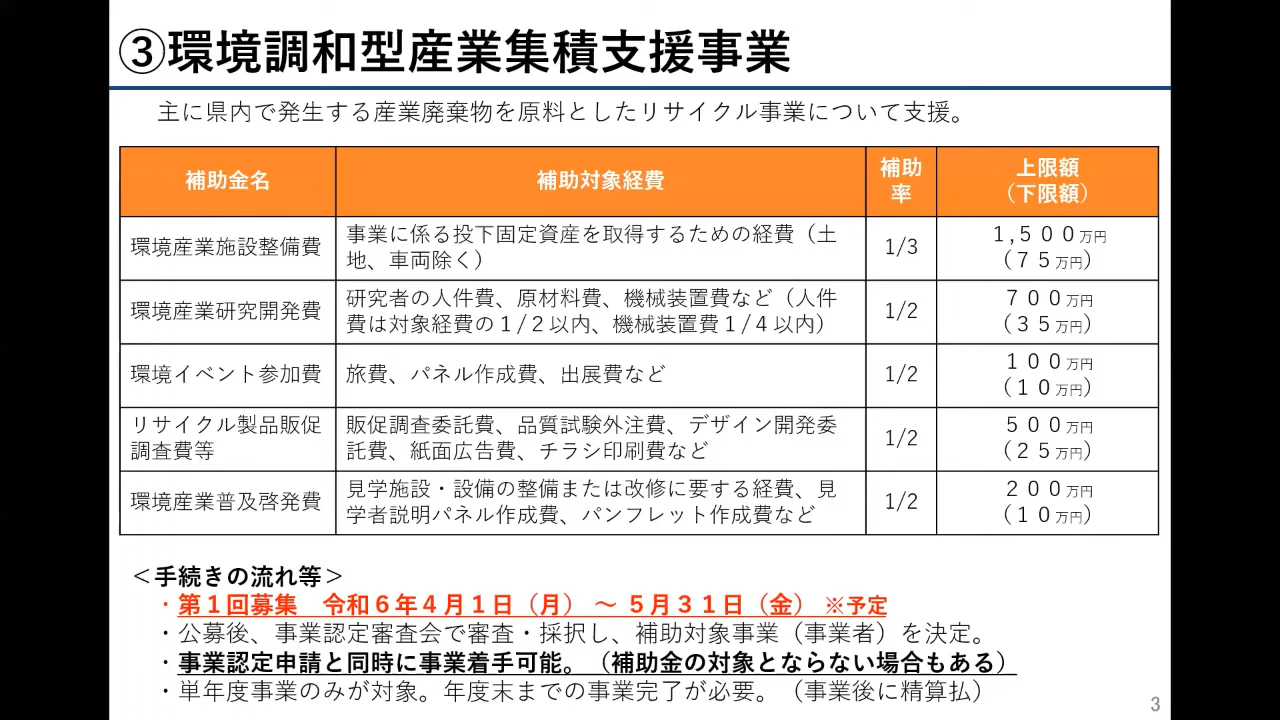 ③環境調和型産業集積支援事業
主に県内で発生する産業廃棄物を原料としたリサイクル事業について支援。
補助金名
補助対象経費
補助
率
上限額
（下限額）
環境産業施設整備費
事業に係る投下固定資産を取得するための経費（土
地、車両除く）
1/3
１,５００万円
（７５万円）
環境産業研究開発費
研究者の人件費、原材料費、機械装置費など（人件
費は対象経費の１/２以内、機械装置費１/４以内）
1/2
７００万円
（３５万円）
環境イベント参加費
旅費、パネル作成費、出展費など
1/2
１００万円
（１０万円）
リサイクル製品販促
調査費等
販促調査委託費、品質試験外注費、デザイン開発委
託費、紙面広告費、チラシ印刷費など
1/2
５００万円
（２５万円）
環境産業普及啓発費
見学施設・設備の整備または改修に要する経費、見
学者説明パネル作成費、パンフレット作成費など
1/2
２００万円
（１０万円）
＜手続きの流れ等＞
・第１回募集　令和６年４月１日（月）～５月３１日（金）※予定
・公募後、事業認定審査会で審査・採択し、補助対象事業（事業者）を決定。
・事業認定申請と同時に事業着手可能。（補助金の対象とならない場合もある）
・単年度事業のみが対象。年度末までの事業完了が必要。（事業後に精算払）
3